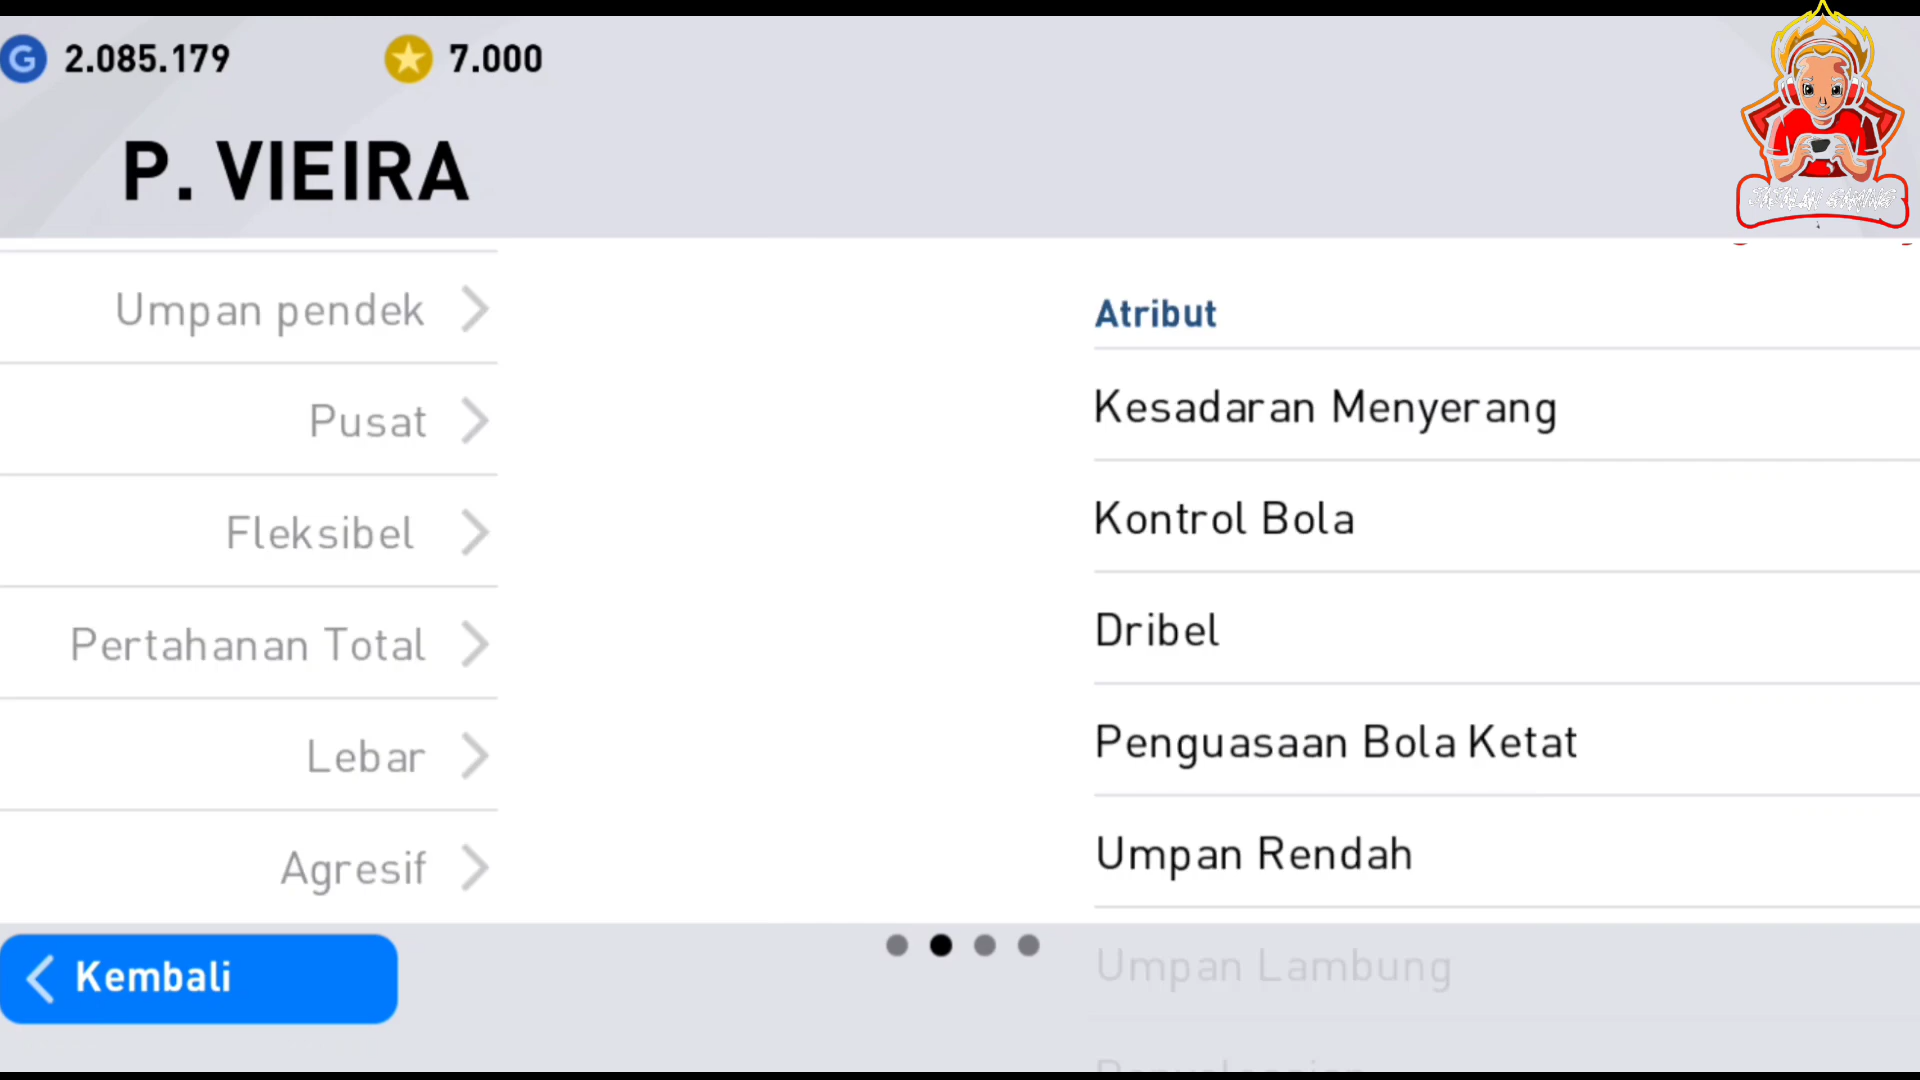 2.085.179
7.000
P. VIEIRA
Umpan pendek
Pusat
Fleksibel
Pertahanan Total
Lebar
Agresif
Kembali
Atribut
Kesadaran Menyerang
Kontrol Bola
Dribel
Penguasaan Bola Ketat
Umpan Rendah
Umpan Lambung